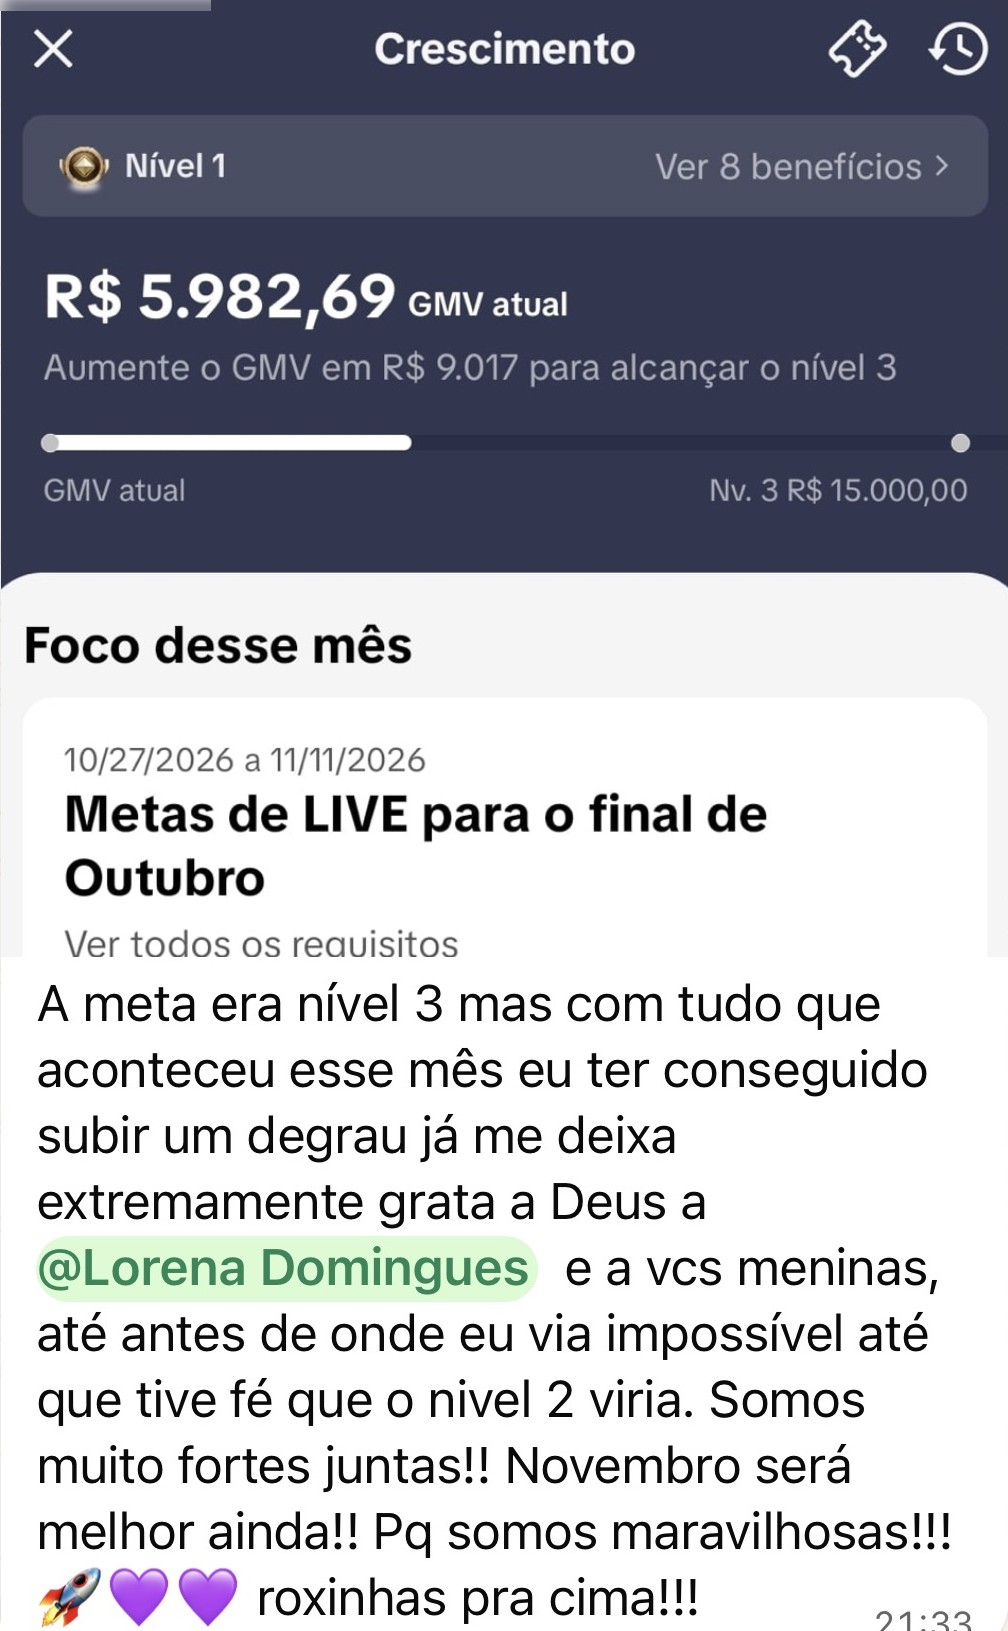 Crescimento
Nível 1
Ver 8 benefícios >
R$ 5.982,69 GMV atual
Aumente o GMV em R$ 9.017 para alcançar o nível 3
GMV atual
Nv. 3 R$ 15.000,00
Foco desse mês
10/27/2026 a 11/11/2026
Metas de LIVE para o final de
Outubro
Ver todos os requisitos
A meta era nível 3 mas com tudo que
aconteceu esse mês eu ter conseguido
subir um degrau já me deixa
extremamente grata a Deus a
@Lorena Domingues e a vcs meninas,
até antes de onde eu via impossível até
que tive fé que o nivel 2 viria. Somos
muito fortes juntas!! Novembro será
melhor ainda!! Pq somos maravilhosas!!!
🚀💜💜 roxinhas pra cima!!!
21:33